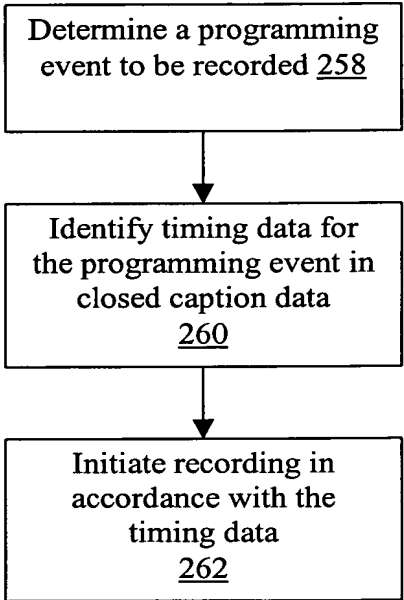 Determine a programming
event to be recorded 258
Identify timing data for
the programming event in
closed caption data
260
Initiate recording in
accordance with the
timing data
262